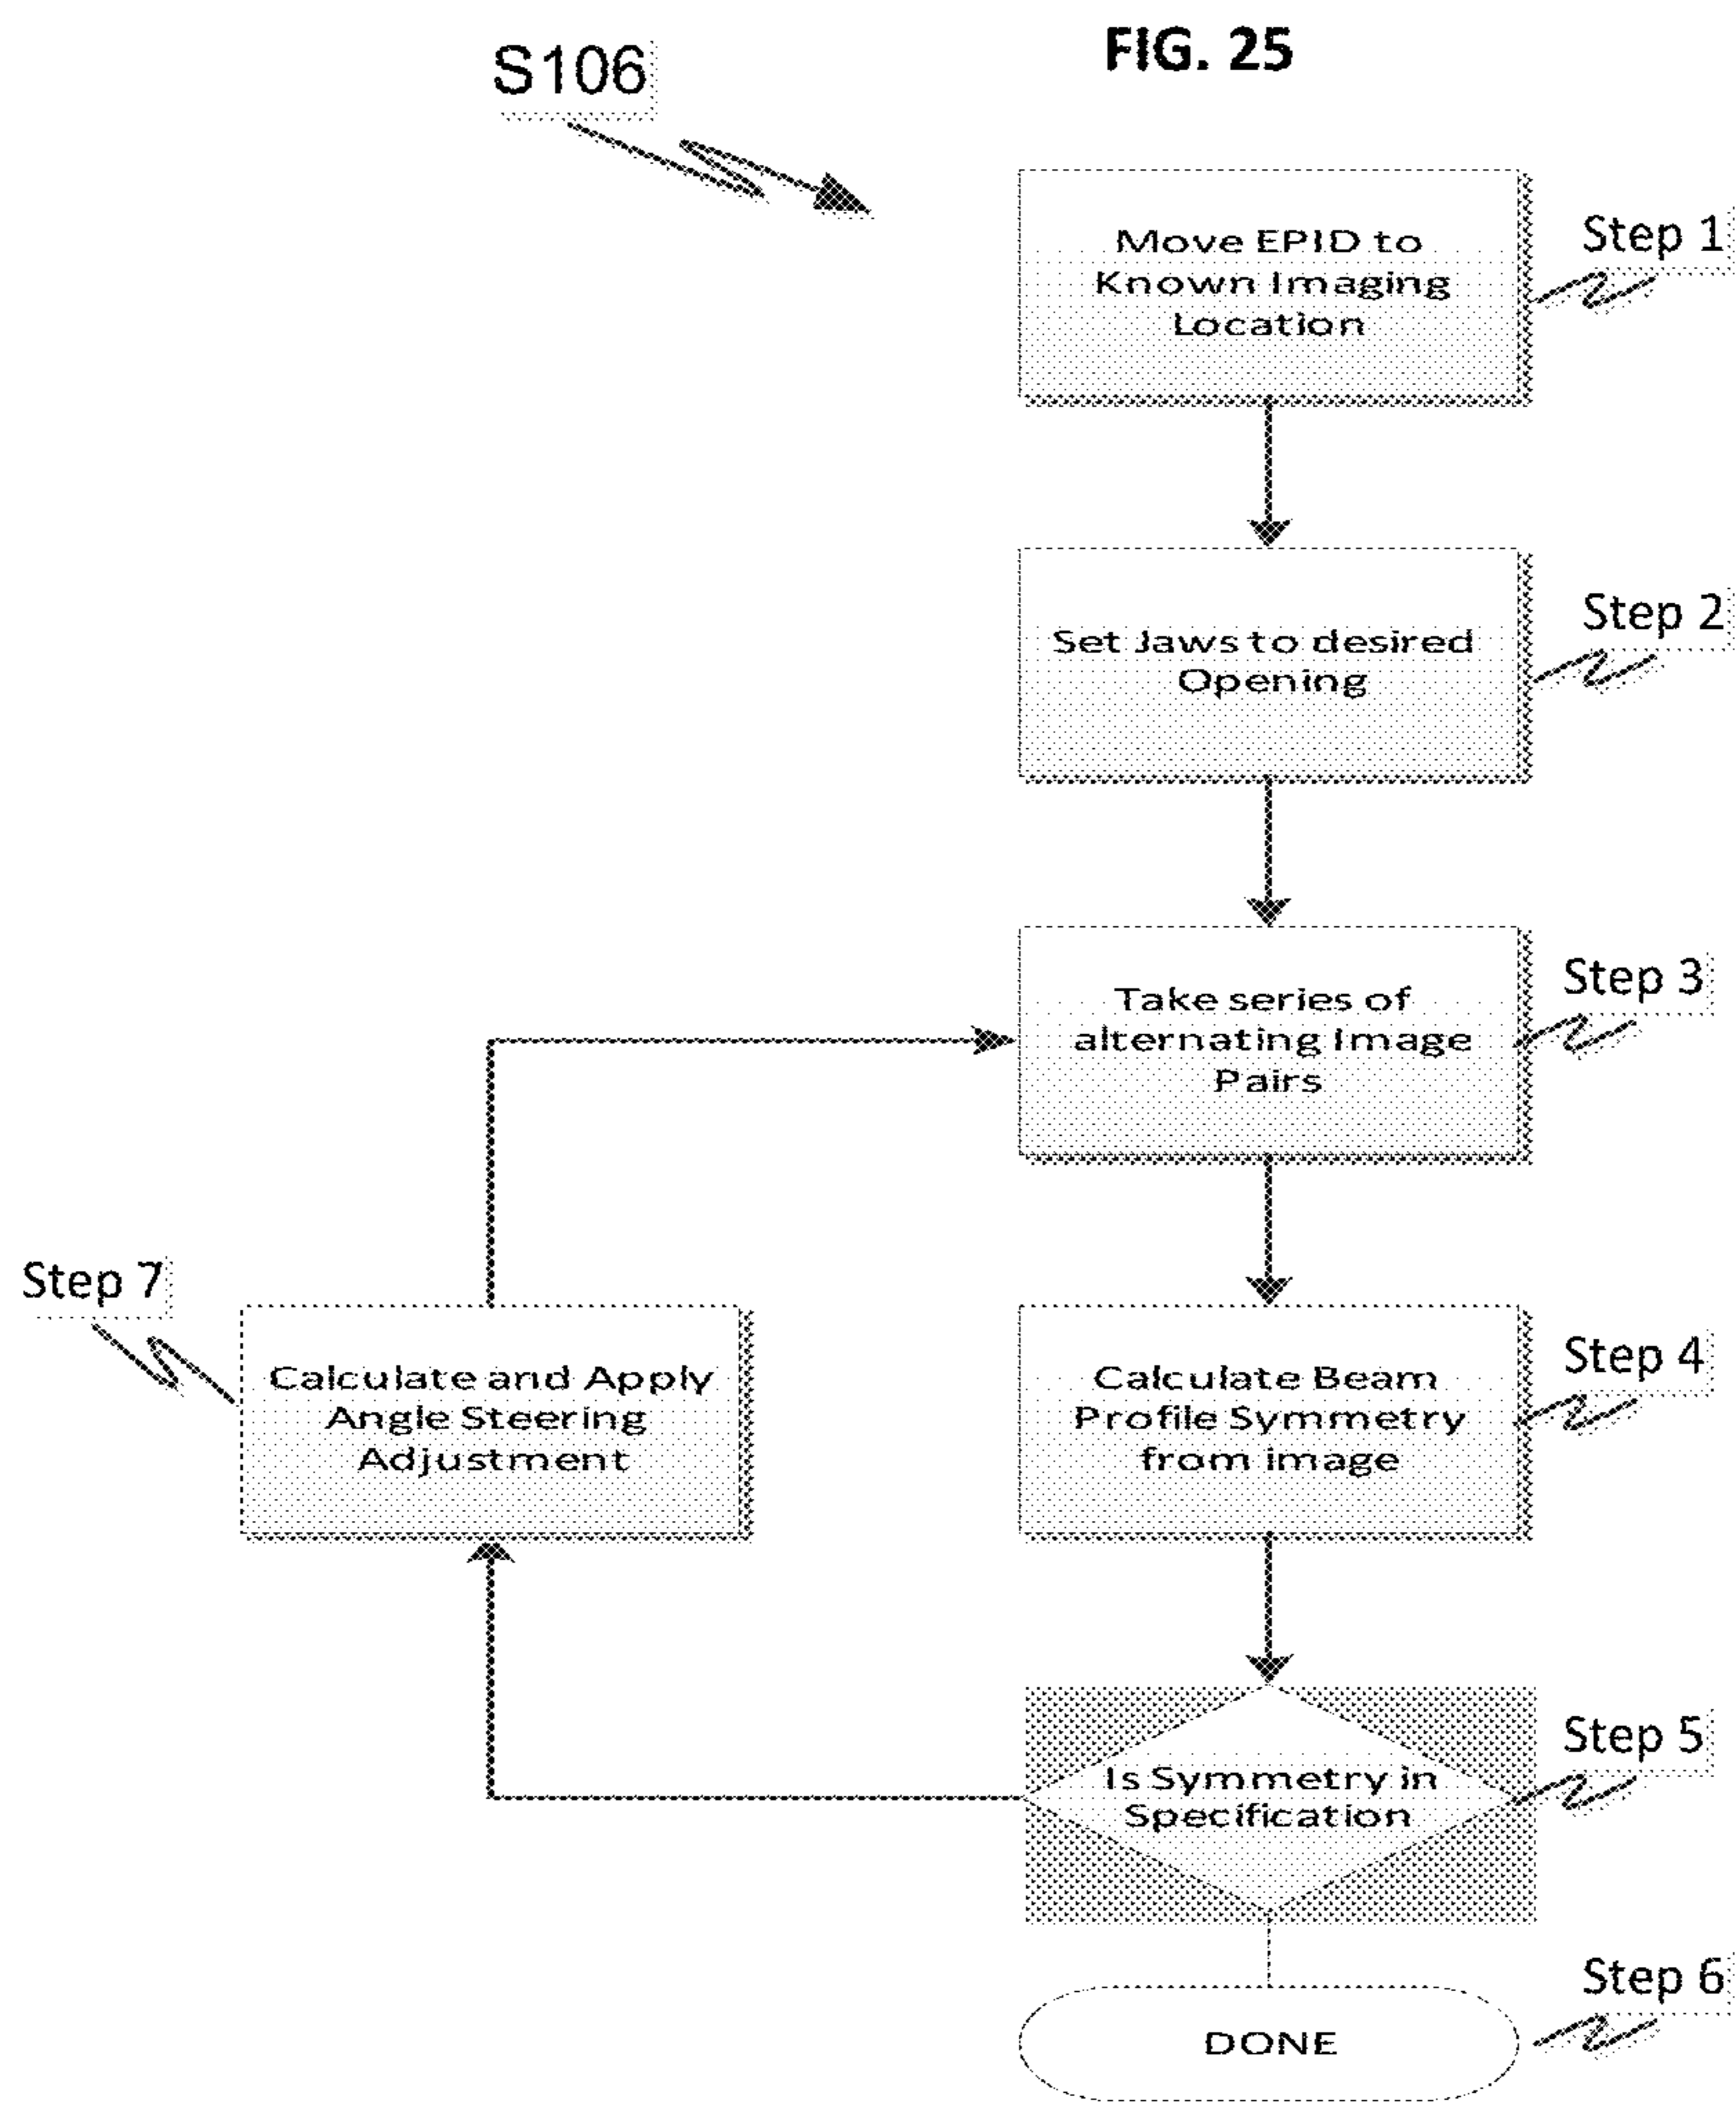 FIG. 25
S106
Move EPID to
Known Imaging
Location
Step 1
Set Jaws to desired
Opening
Step 2
Take series of
alternating Image
Pairs
Step 3
Calculate Beam
Profile Symmetry
from image
Step 4
Step 7
Calculate and Apply
Angle Steering
Adjustment
Is Symmetry in
Specification
Step 5
DONE
Step 6